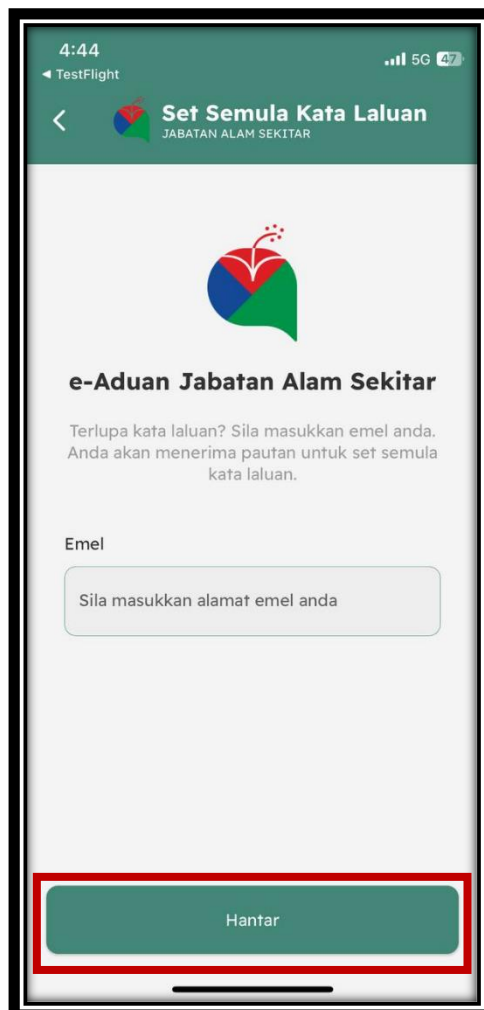 4:44
5G 47
◄ TestFlight
Set Semula Kata Laluan
JABATAN ALAM SEKITAR
e-Aduan Jabatan Alam Sekitar
Terlupa kata laluan? Sila masukkan emel anda.
Anda akan menerima pautan untuk set semula
kata laluan.
Emel
Sila masukkan alamat emel anda
Hantar